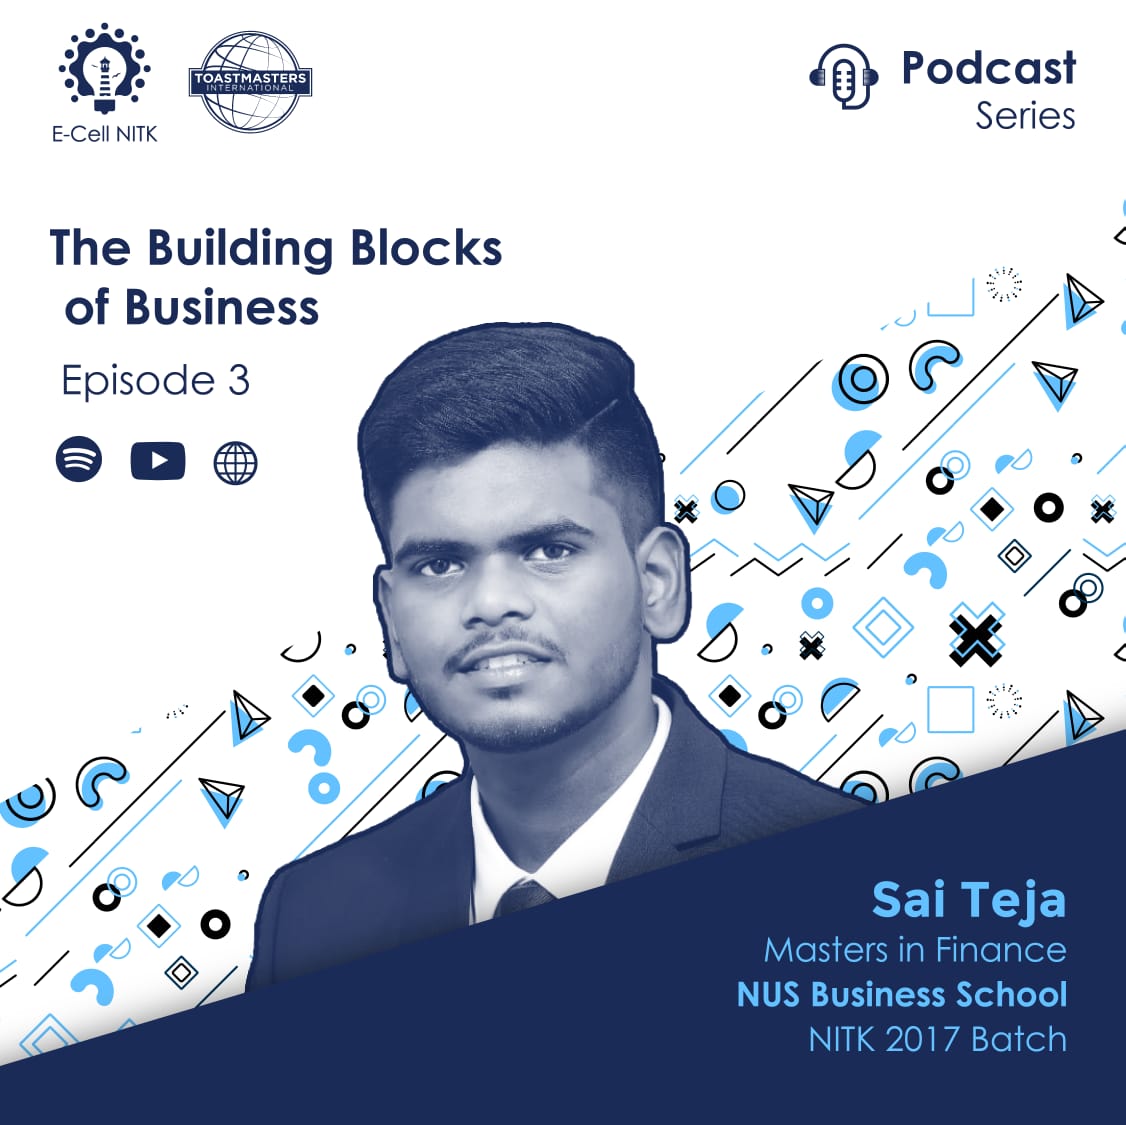 E-Cell NITK
TOASTMASTERS
INTERNATIONAL
Podcast
Series
The Building Blocks
of Business
Episode 3
Sai Teja
Masters in Finance
NUS Business School
NITK 2017 Batch